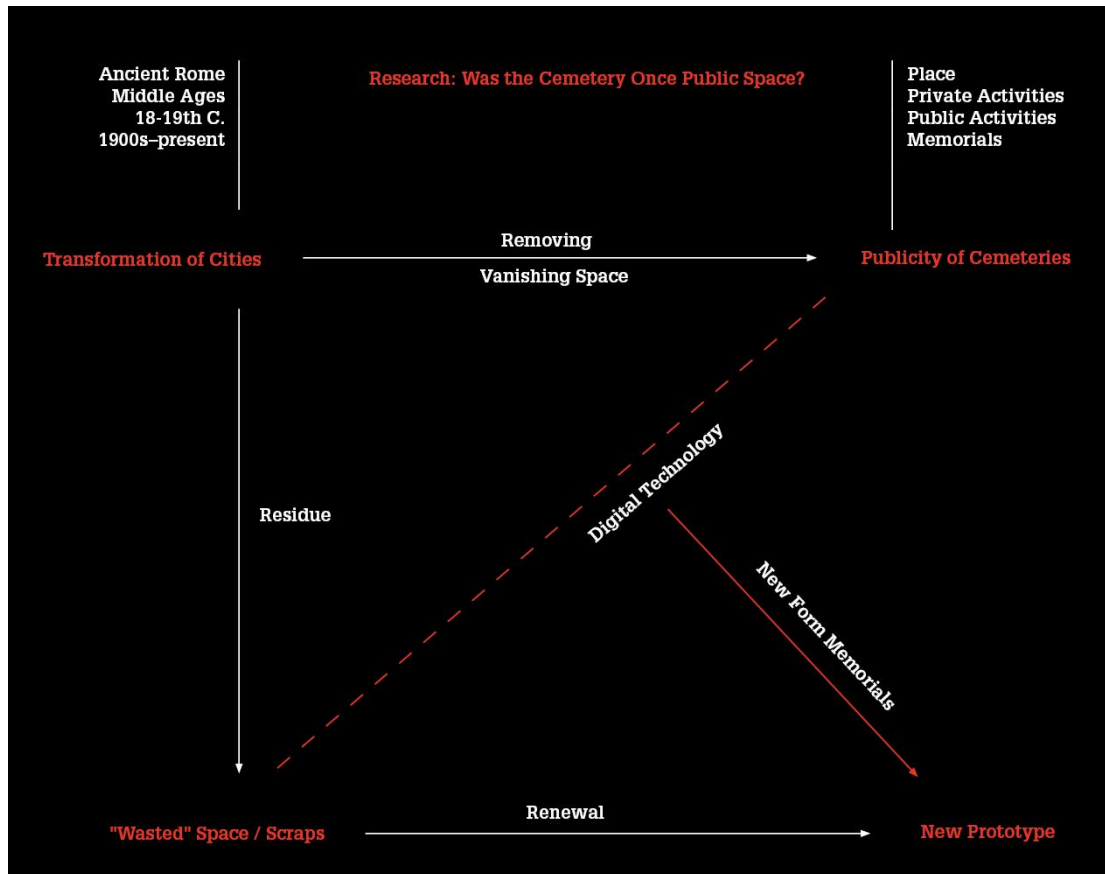 Ancient Rome
Middle Ages
18-19th C.
1900s–present
Research: Was the Cemetery Once Public Space?
Place
Private Activities
Public Activities
Memorials
Transformation of Cities
Removing
Vanishing Space
Publicity of Cemeteries
Residue
Digital Technology
New Form Memorials
"Wasted" Space / Scraps
Renewal
New Prototype